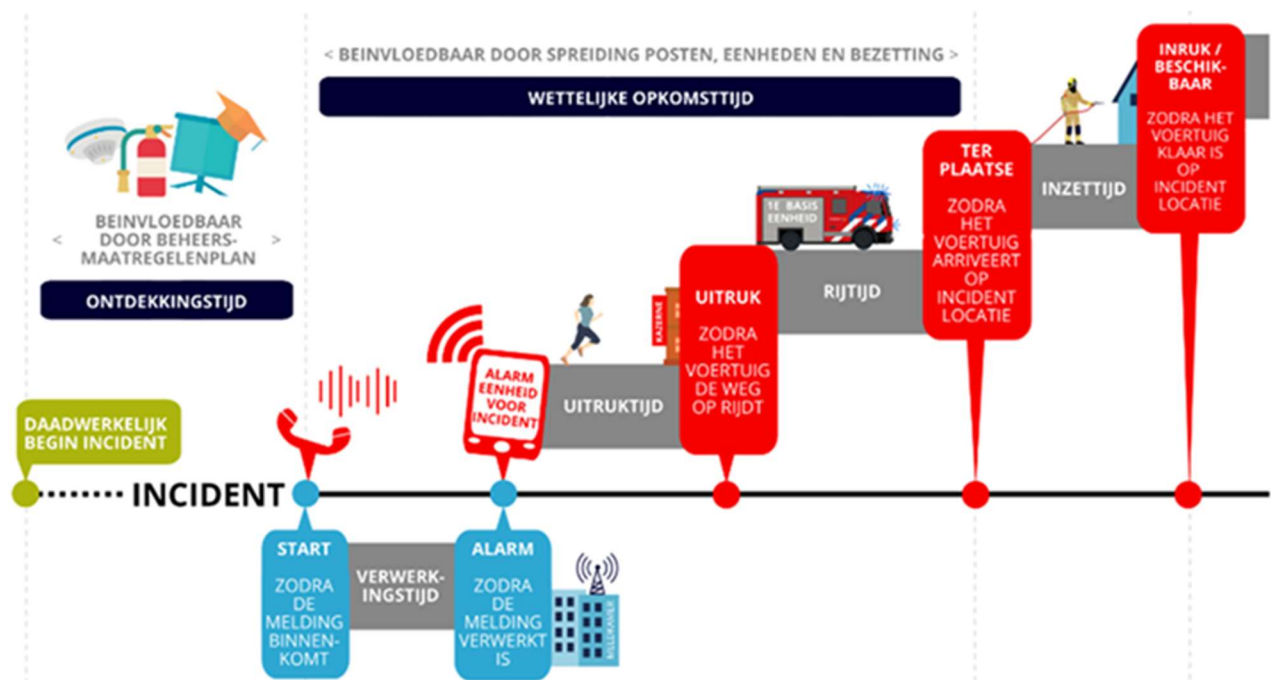 < BEINVLOEDBAAR DOOR SPREIDING POSTEN, EENHEDEN EN BEZETTING >
WETTELIJKE OPKOMSTTIJD
BEINVLOEDBAAR
< DOOR BEHEERS- >
MAATREGELENPLAN
ONTDEKKINGSTIJD
DAADWERKELIJK
BEGIN INCIDENT
INCIDENT
START
ZODRA
DE
MELDING
BINNEN-
KOMT
VERWERK-
INGSTIJD
ALARM
ZODRA
DE
MELDING
VERWERKT
IS
MELDKAMER
ALARM
EENHEID
VOOR
INCIDENT
UITRUKTIJD
KAZERNE
UITRUK
ZODRA
HET
VOERTUIG
DE WEG
OP RIJDT
1E BASIS
EENHEID
RIJTIJD
TER
PLAATSE
ZODRA
HET
VOERTUIG
ARRIVEERT
OP
INCIDENT
LOCATIE
INZETTIJD
INRUK /
BESCHIK-
BAAR
ZODRA HET
VOERTUIG
KLAAR IS
OP
INCIDENT
LOCATIE